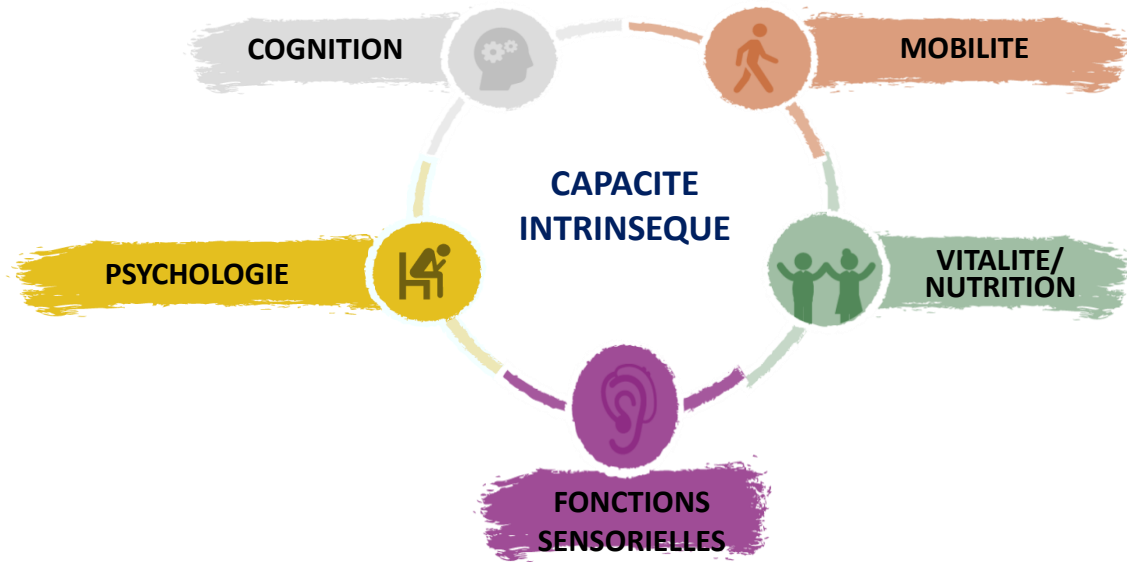 COGNITION
MOBILITE
CAPACITE
INTRINSEQUE
PSYCHOLOGIE
VITALITE/
NUTRITION
FONCTIONS
SENSORIELLES